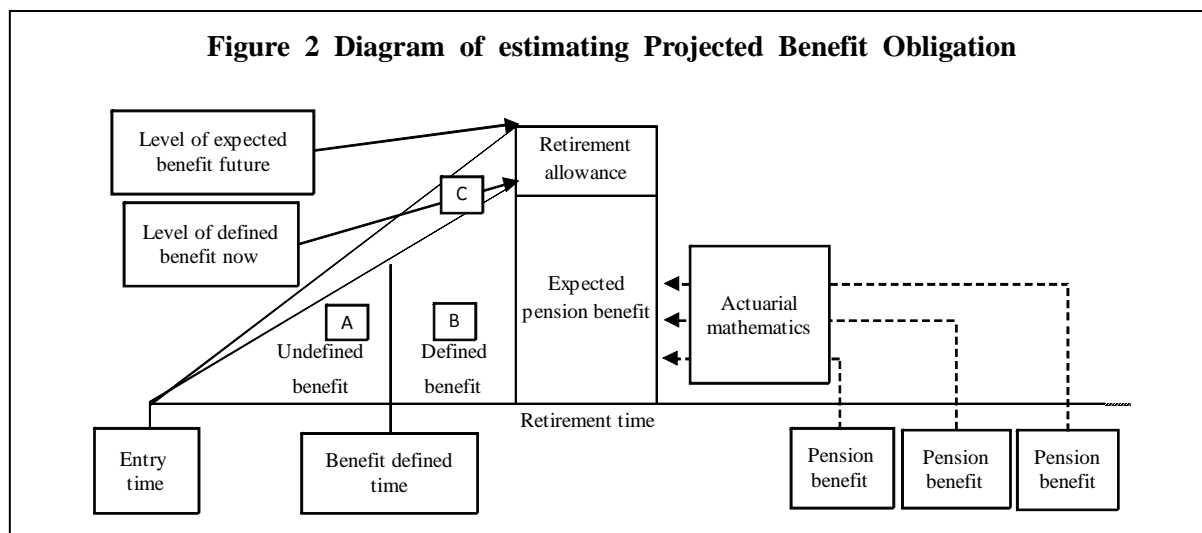 Figure 2 Diagram of estimating Projected Benefit Obligation
Level of expected
benefit future
Retirement
allowance
C
Level of defined
benefit now
Expected
pension benefit
Actuarial
mathematics
A
B
Undefined
benefit
Defined
benefit
Retirement time
Entry
time
Benefit defined
time
Pension
benefit
Pension
benefit
Pension
benefit